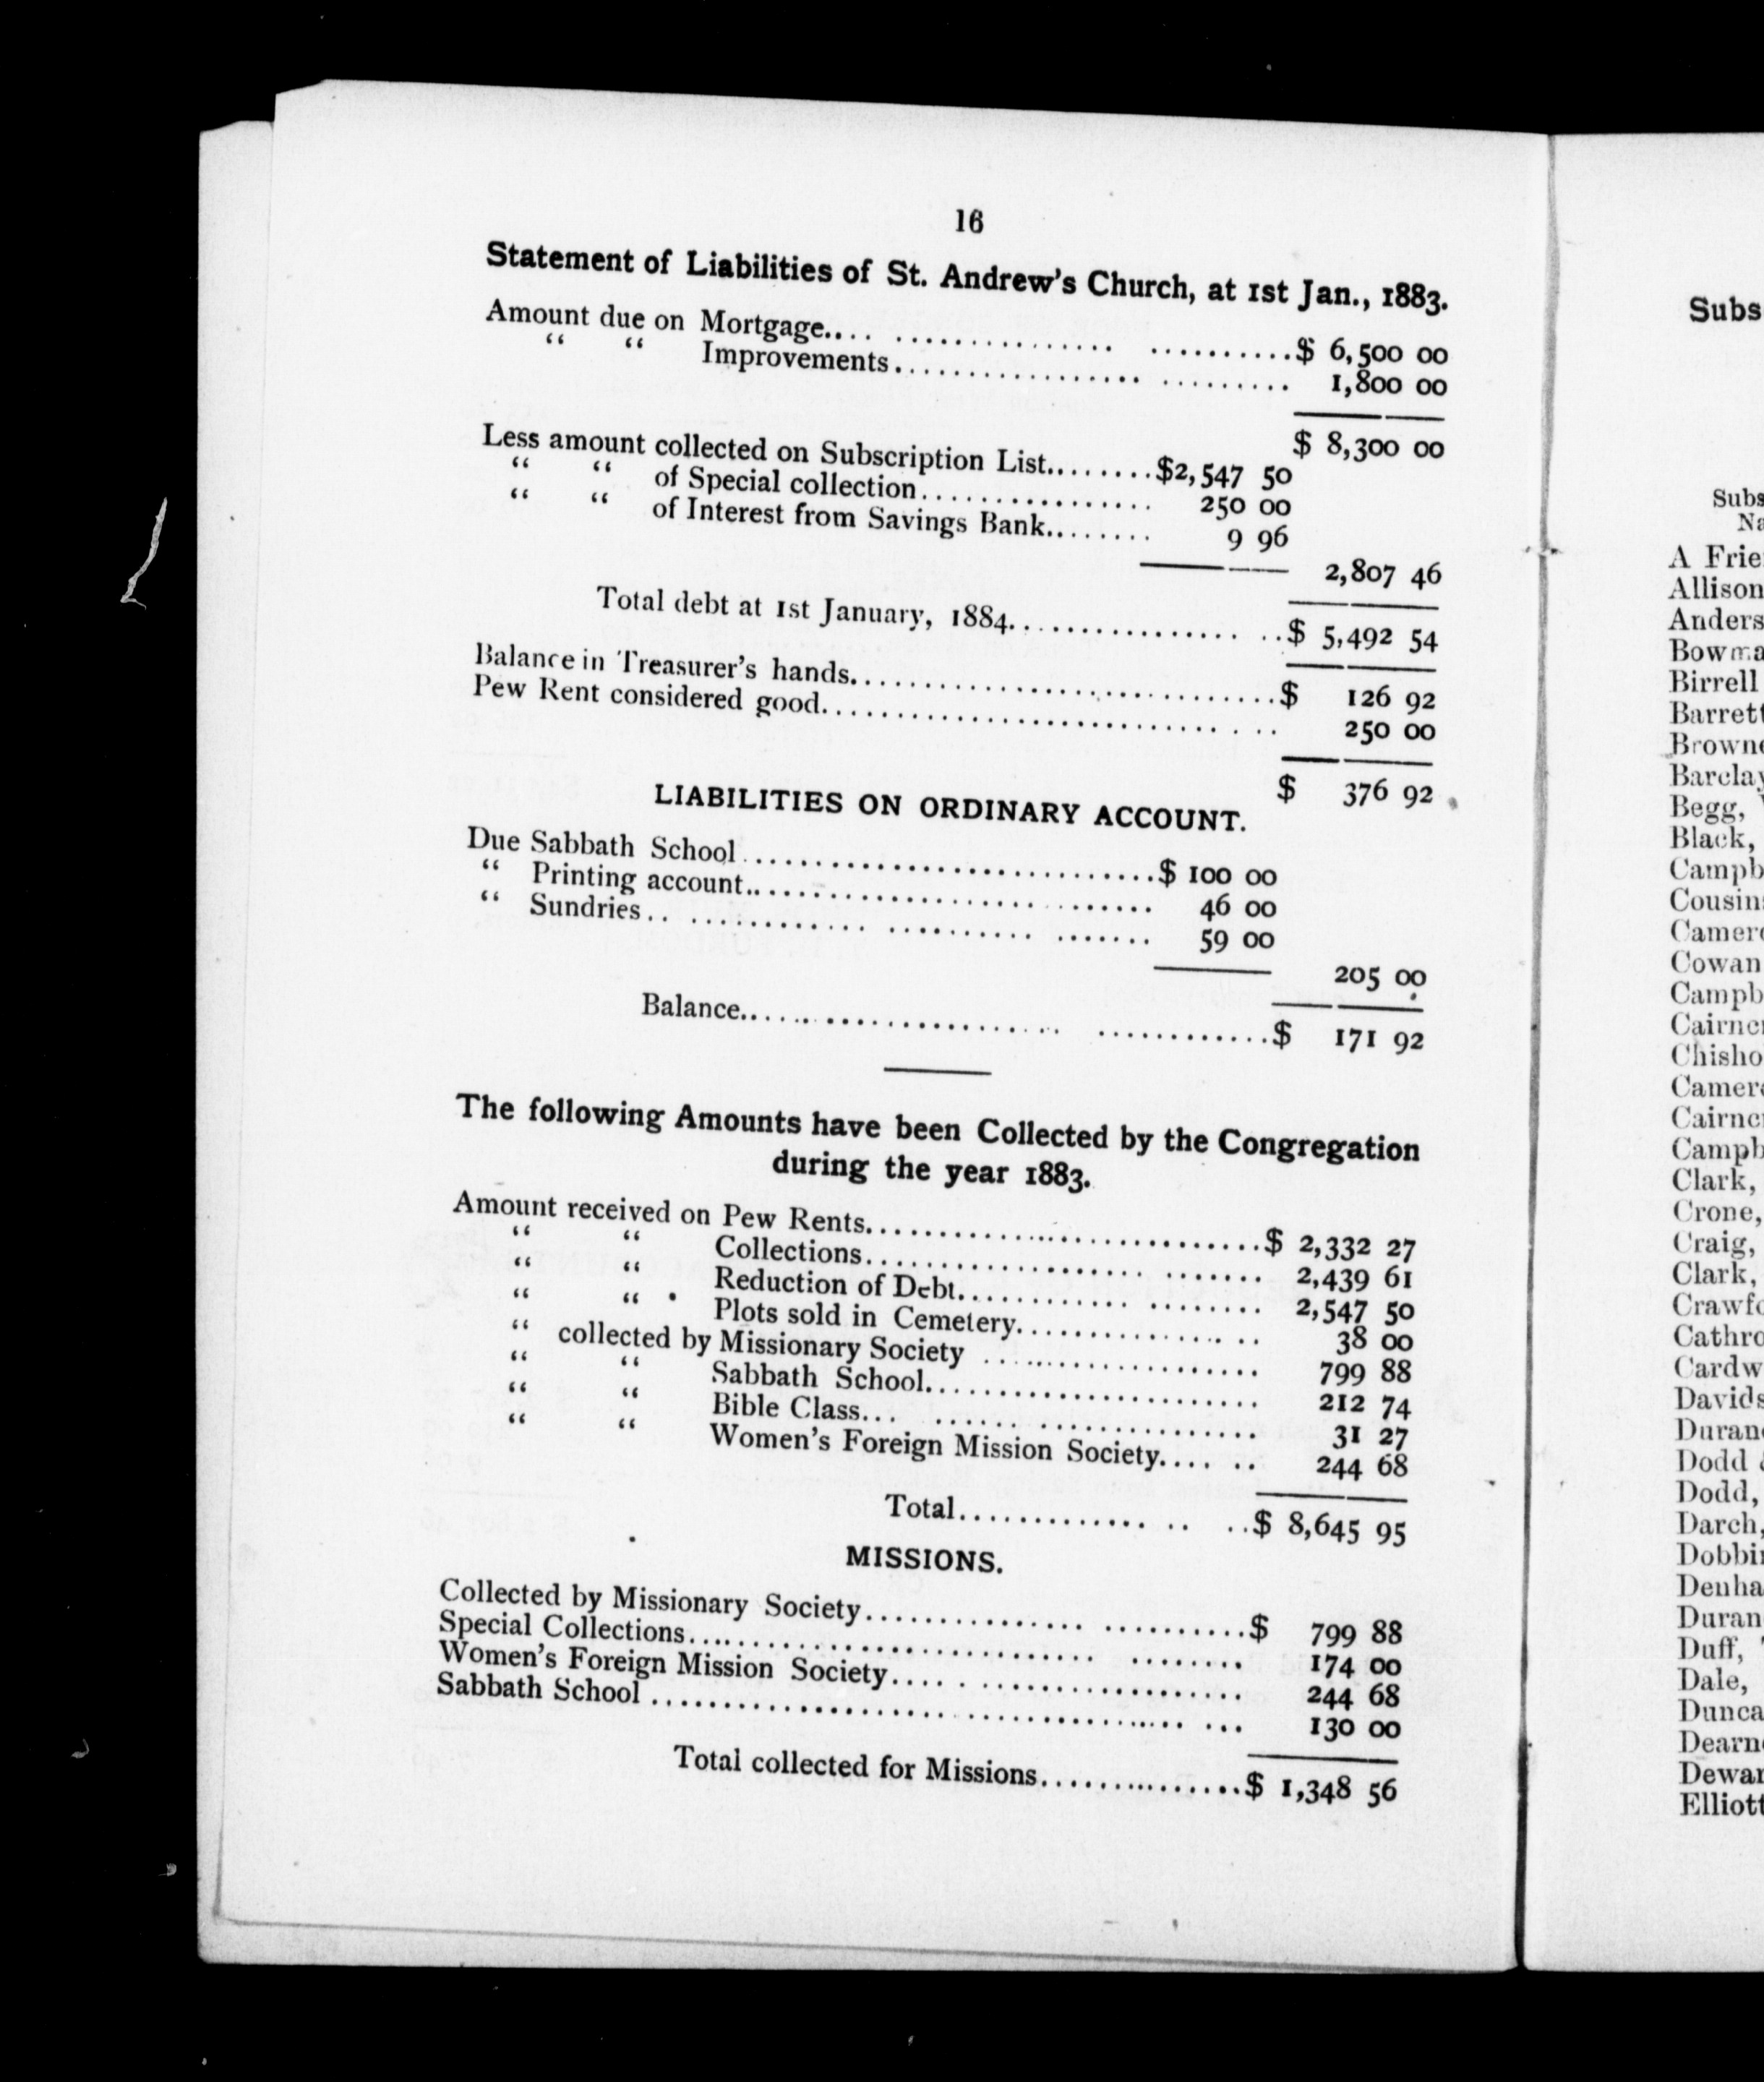 16
Statement of Liabilities of St. Andrew's Church, at 1st Jan., 1883.
Amount due on Mortgage.... ............... ..........$ 6,500 00
“ “ Improvements................. ......... 1,800 00
$ 8,300 00
Less amount collected on Subscription List........$2,547 50
“ “ of Special collection................ 250 00
“ “ of Interest from Savings Bank........ 9 96
2,807 46
Total debt at 1st January, 1884................ ..$ 5,492 54
Balance in Treasurer's hands.............................$ 126 92
Pew Rent considered good............................. .. 250 00
$ 376 92
LIABILITIES ON ORDINARY ACCOUNT.
Due Sabbath School.............................$ 100 00
“ Printing account............................ 46 00
“ Sundries.. ............ .......... ....... 59 00
205 00
Balance...................... ............$ 171 92
The following Amounts have been Collected by the Congregation
during the year 1883.
Amount received on Pew Rents...........................$ 2,332 27
“ “ Collections.................... ....... 2,439 61
“ “ Reduction of Debt............. ........ 2,547 50
“ “ Plots sold in Cemetery............... .. 38 00
“ collected by Missionary Society .................... 799 88
“ “ Sabbath School....................... 212 74
“ “ Bible Class... ...... ............... 31 27
“ “ Women's Foreign Mission Society.... .. 244 68
Total............. .. ..$ 8,645 95
MISSIONS.
Collected by Missionary Society............... ..........$ 799 88
Special Collections............................ ........ 174 00
Women's Foreign Mission Society........................ 244 68
Sabbath School ..................................... ... 130 00
Total collected for Missions..............$ 1,348 56
Subs
Subs
Na
A Frie
Allison
Anders
Bowma
Birrell
Barrett
Browne
Barclay
Begg,
Black,
Campb
Cousin
Camero
Cowan
Campb
Cairnc
Chisho
Camer
Cairnc
Campb
Clark,
Crone,
Craig,
Clark,
Crawfo
Cathro
Cardw
Davids
Duran
Dodd
Dodd,
Darch,
Dobbi
Denha
Duran
Duff,
Dale,
Dunca
Dearn
Dewar
Elliott